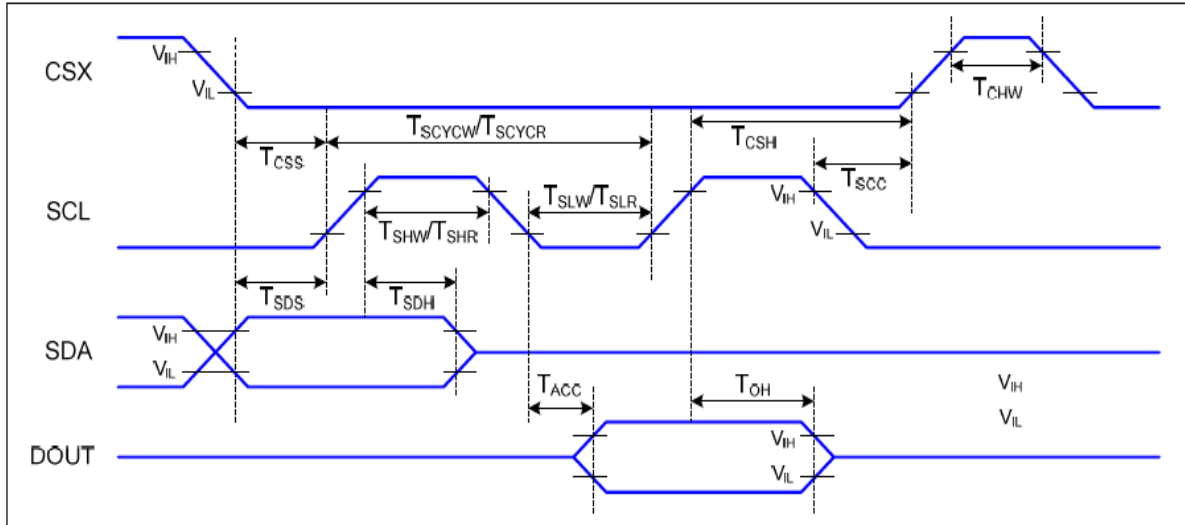 CSX
VIH
VIL
TCHW
TCSS
TSCYCW/TSCYCR
TCSH
TSCC
SCL
TSHW/TSHR
TSLW/TSLR
VIH
VIL
TSDS
TSDH
SDA
VIH
VIL
TACC
TOH
VIH
VIL
DOUT
VIH
VIL